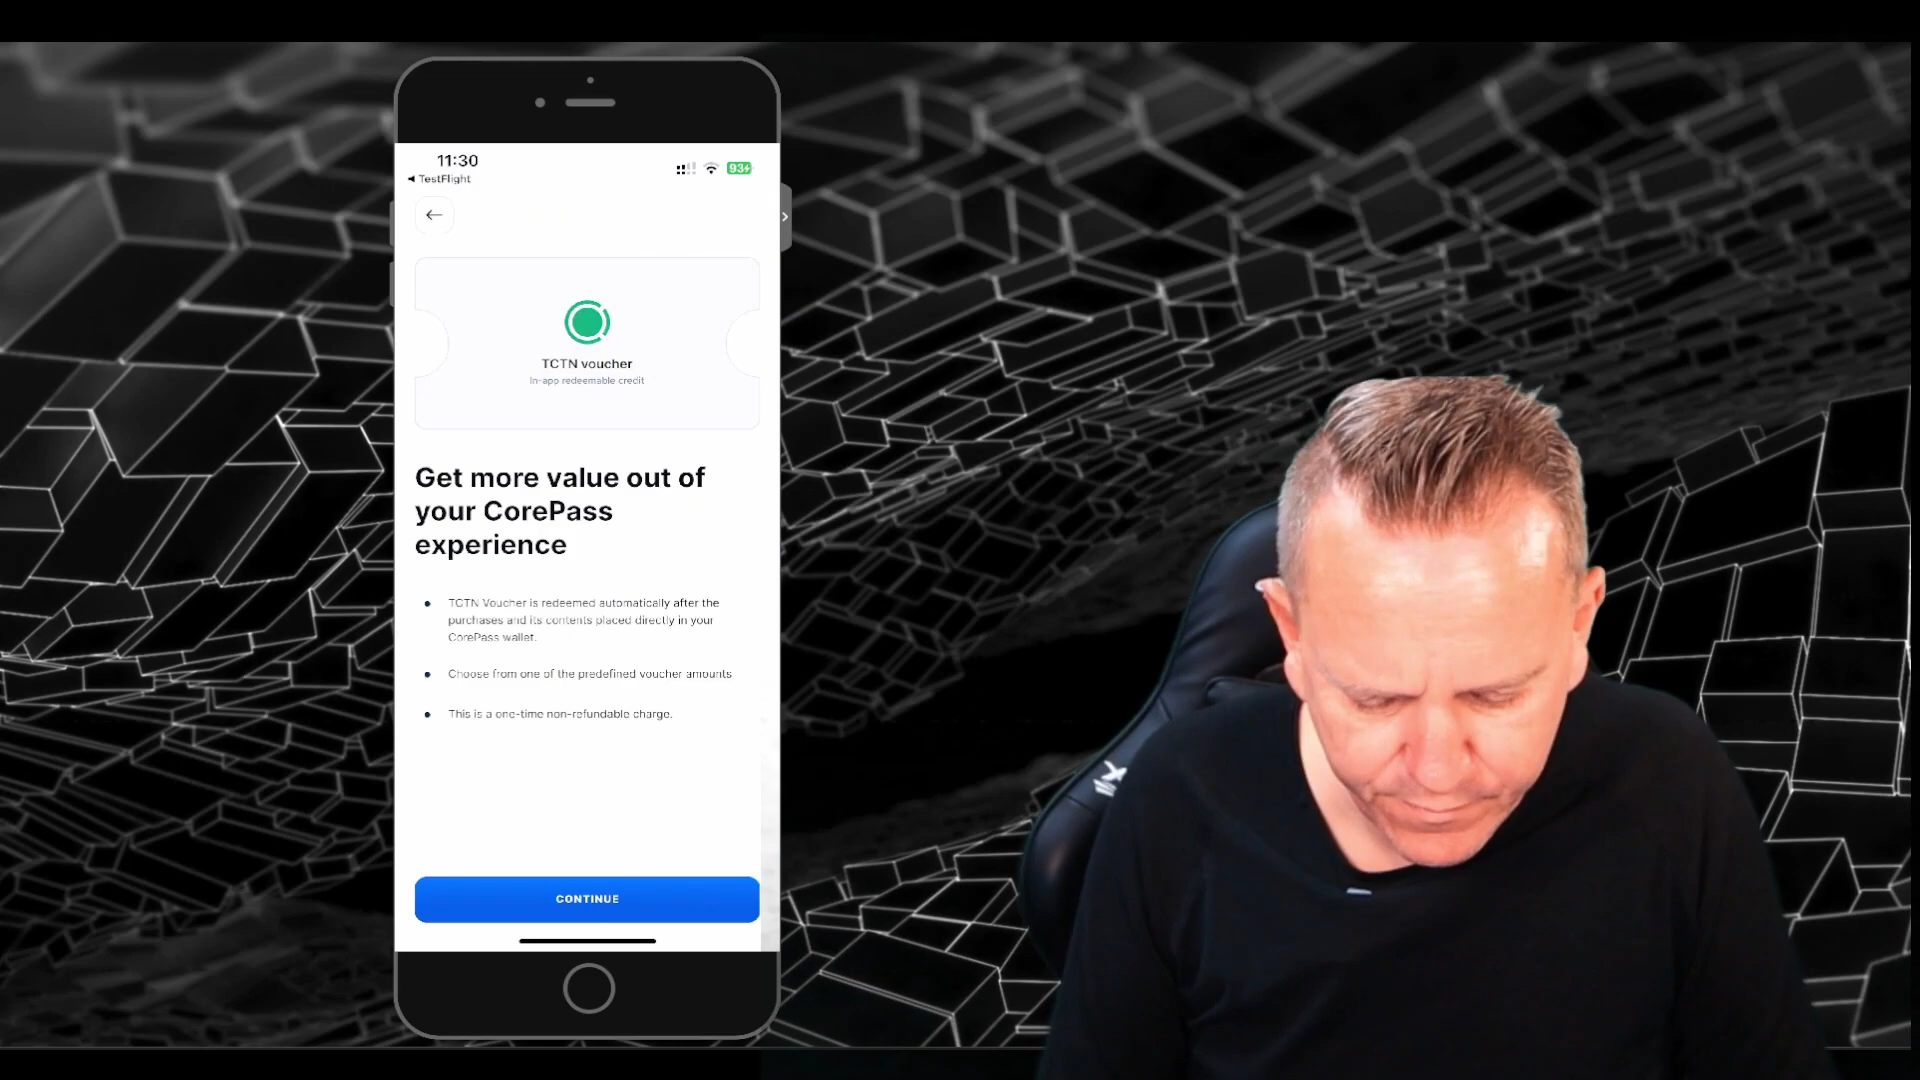 11:30
93
TestFlight
TCTN voucher
In-app redeemable credit
Get more value out of
your CorePass
experience
TCTN Voucher is redeemed automatically after the
purchases and its contents placed directly in your
CorePass wallet.
Choose from one of the predefined voucher amounts
This is a one-time non-refundable charge.
CONTINUE